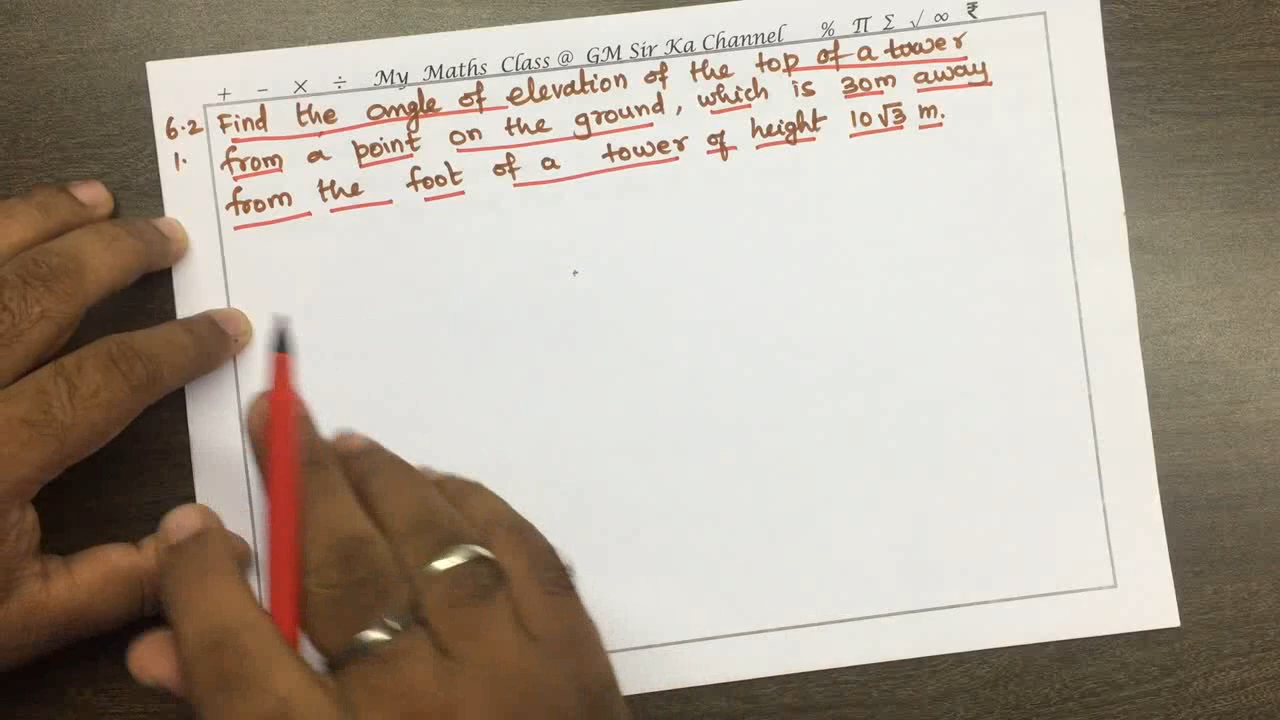 + - × ÷ My Maths Class @ GM Sir Ka Channel % Π Σ √ ∞ ₹
6.2 Find the angle of elevation of the top of a tower
1. from a point on the ground, which is 30m away
from the foot of a tower of height 10√3 m.